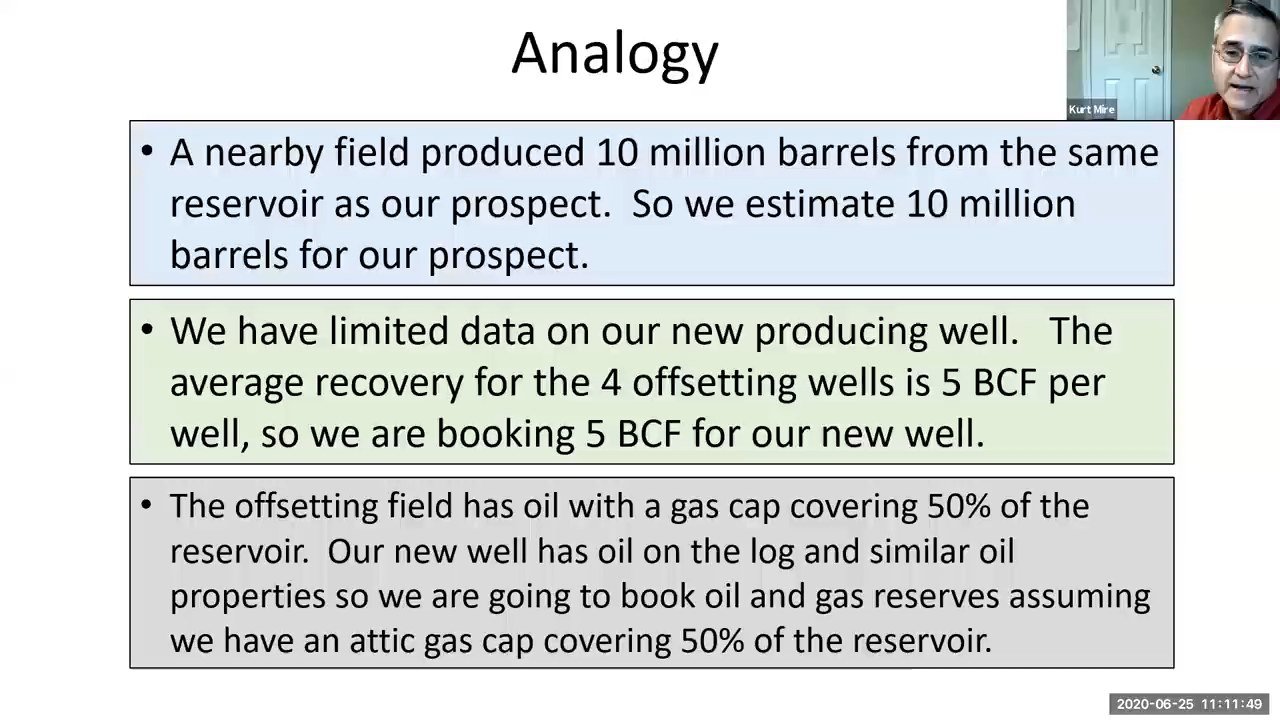 Analogy
Kurt Mire
• A nearby field produced 10 million barrels from the same
reservoir as our prospect.  So we estimate 10 million
barrels for our prospect.
• We have limited data on our new producing well.   The
average recovery for the 4 offsetting wells is 5 BCF per
well, so we are booking 5 BCF for our new well.
• The offsetting field has oil with a gas cap covering 50% of the
reservoir.  Our new well has oil on the log and similar oil
properties so we are going to book oil and gas reserves assuming
we have an attic gas cap covering 50% of the reservoir.
2020-06-25  11:11:49